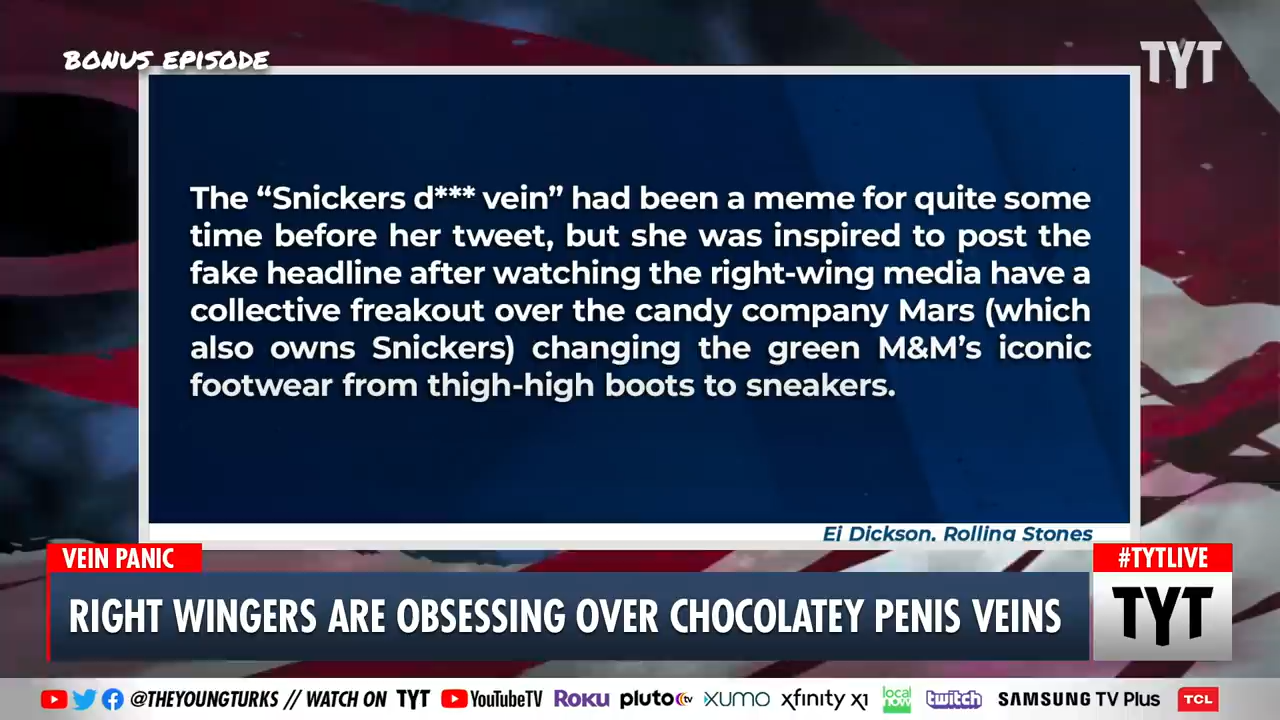 BONUS EPISODE
TYT
The “Snickers d*** vein” had been a meme for quite some
time before her tweet, but she was inspired to post the
fake headline after watching the right-wing media have a
collective freakout over the candy company Mars (which
also owns Snickers) changing the green M&M’s iconic
footwear from thigh-high boots to sneakers.
Ej Dickson, Rolling Stones
VEIN PANIC
#TYTLIVE
RIGHT WINGERS ARE OBSESSING OVER CHOCOLATEY PENIS VEINS
TYT
@THEYOUNGTURKS // WATCH ON TYT YouTubeTV ROKU pluto tv xumo xfinity x1 local now twitch SAMSUNG TV Plus TCL